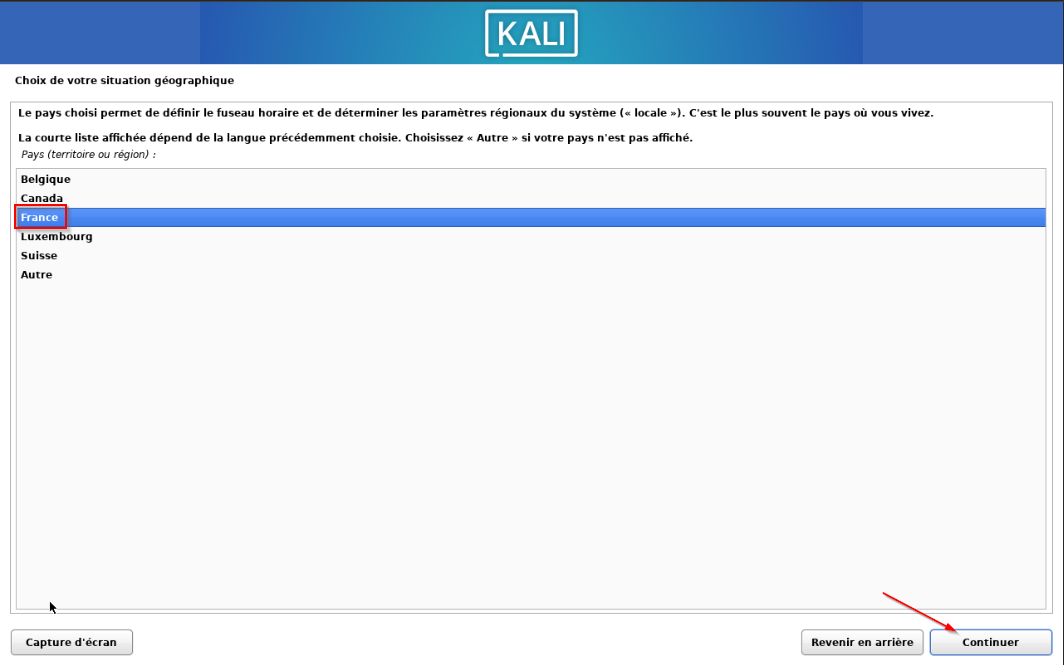 KALI
Choix de votre situation géographique
Le pays choisi permet de définir le fuseau horaire et de déterminer les paramètres régionaux du système (« locale »). C'est le plus souvent le pays où vous vivez.
La courte liste affichée dépend de la langue précédemment choisie. Choisissez « Autre » si votre pays n'est pas affiché.
Pays (territoire ou région) :
Belgique
Canada
France
Luxembourg
Suisse
Autre
Capture d'écran
Revenir en arrière
Continuer